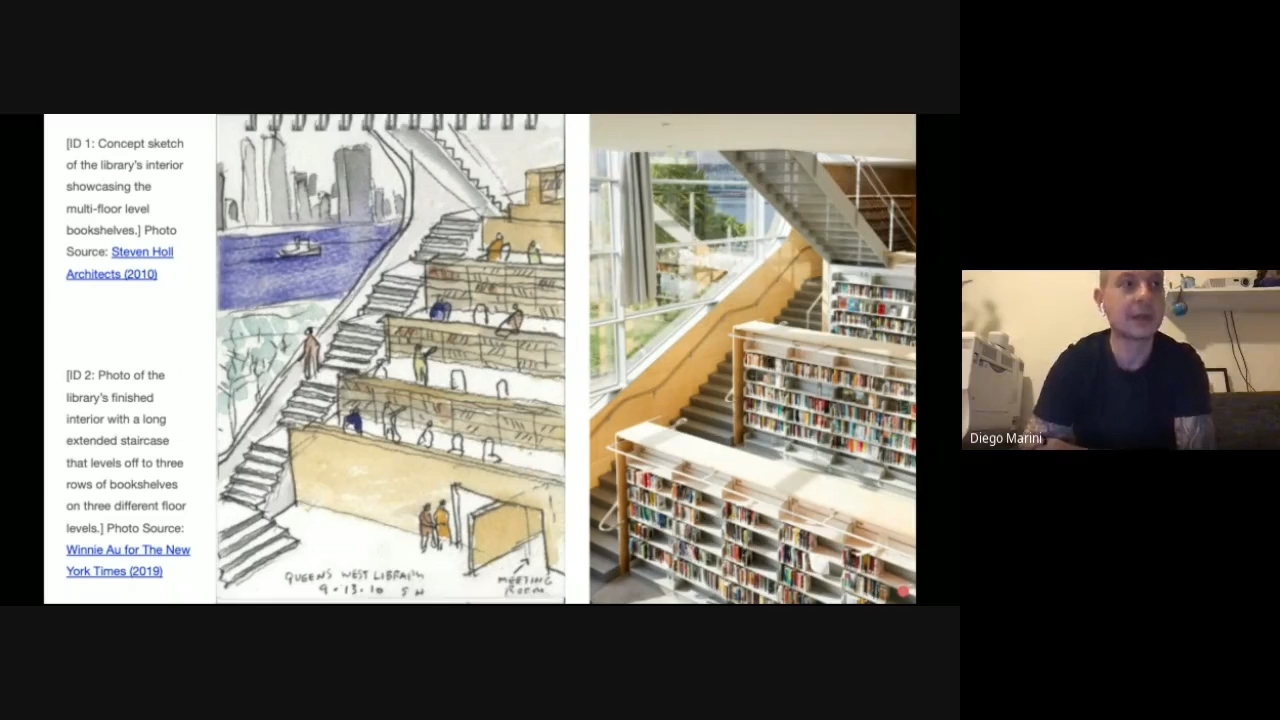 [ID 1: Concept sketch
of the library's interior
showcasing the
multi-floor level
bookshelves.] Photo
Source: Steven Holl
Architects (2010)
[ID 2: Photo of the
library's finished
interior with a long
extended staircase
that levels off to three
rows of bookshelves
on three different floor
levels.] Photo Source:
Winnie Au for The New
York Times (2019)
QUEENS WEST LIBRARY
9·13·10
MEETING
ROOM
Diego Marini